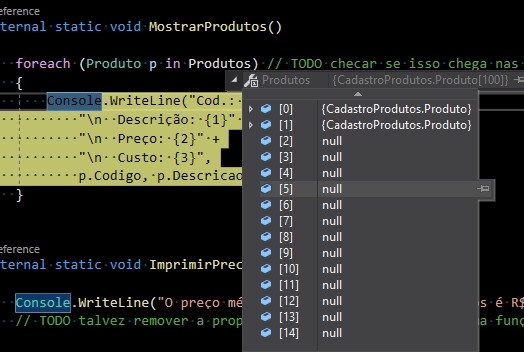 eference
ternal static void MostrarProdutos()
foreach (Produto p in Produtos) // TODO checar se isso chega nas
{
Produtos {CadastroProdutos.Produto[100]}
Console.WriteLine("Cod.:
"\n Descrição: {1}"
"\n Preço: {2}" +
"\n Custo: {3}",
p.Codigo, p.Descricao
}
[0] {CadastroProdutos.Produto}
[1] {CadastroProdutos.Produto}
[2] null
[3] null
[4] null
[5] null
[6] null
[7] null
[8] null
[9] null
[10] null
[11] null
[12] null
[13] null
[14] null
eference
ternal static void ImprimirPrec
Console.WriteLine("O preço mé s é R$
// TODO talvez remover a prop a funç